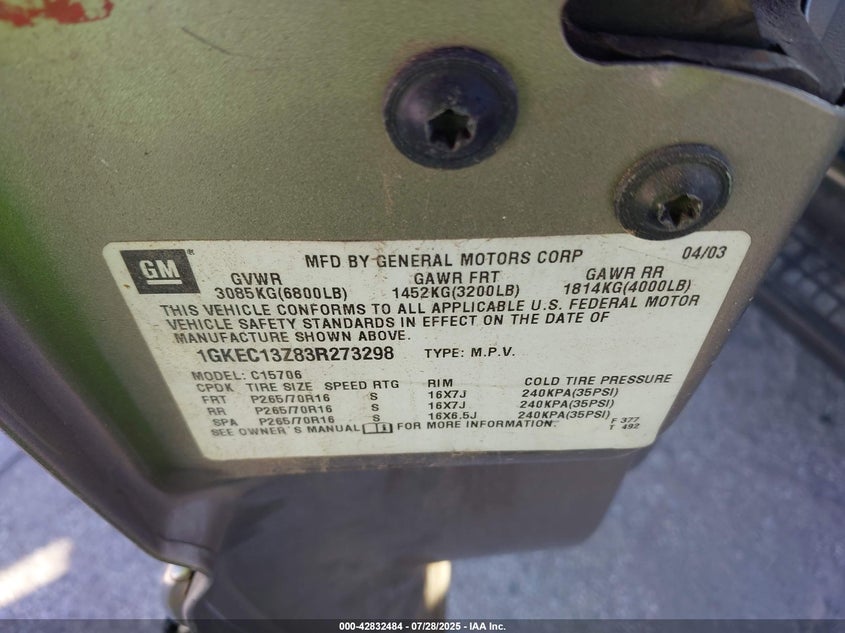 GM
MFD BY GENERAL MOTORS CORP 04/03
GVWR GAWR FRT GAWR RR
3085KG(6800LB) 1452KG(3200LB) 1814KG(4000LB)
THIS VEHICLE CONFORMS TO ALL APPLICABLE U.S. FEDERAL MOTOR
VEHICLE SAFETY STANDARDS IN EFFECT ON THE DATE OF
MANUFACTURE SHOWN ABOVE.
1GKEC13Z83R273298 TYPE: M.P.V.
MODEL: C15706
CPDK TIRE SIZE SPEED RTG RIM COLD TIRE PRESSURE
FRT P265/70R16 S 16X7J 240KPA(35PSI)
RR P265/70R16 S 16X7J 240KPA(35PSI)
SPA P265/70R16 S 16X6.5J 240KPA(35PSI)
SEE OWNER'S MANUAL FOR MORE INFORMATION.
F 377
T 492
000-42832484 - 07/28/2025 - IAA Inc.